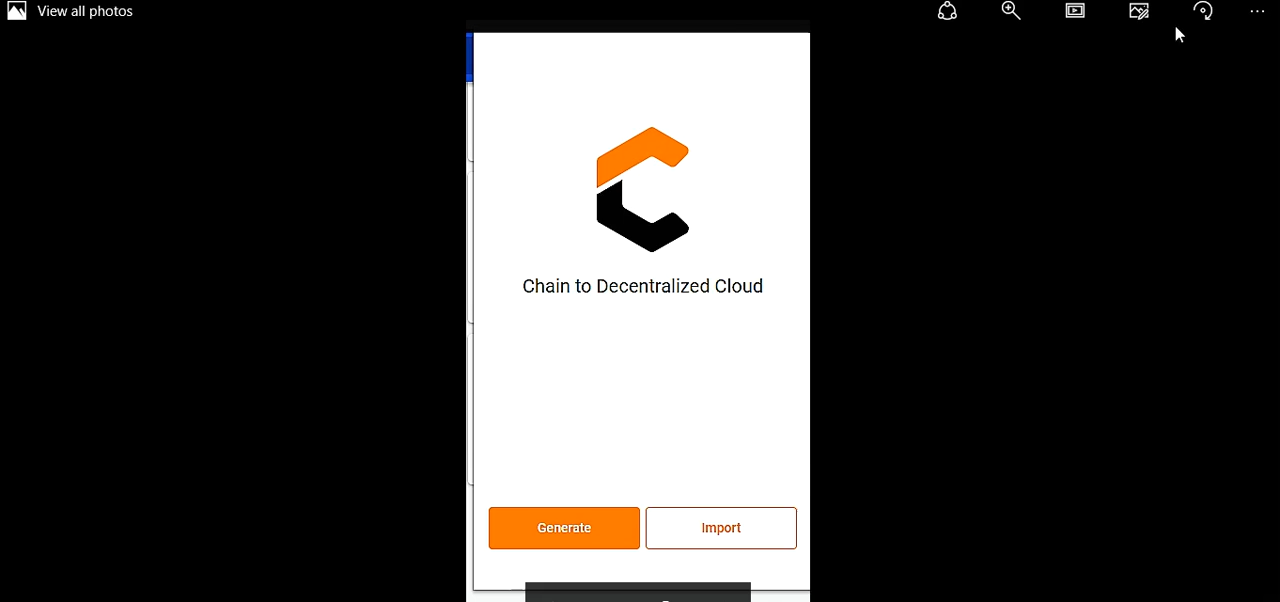 View all photos
Chain to Decentralized Cloud
Generate
Import